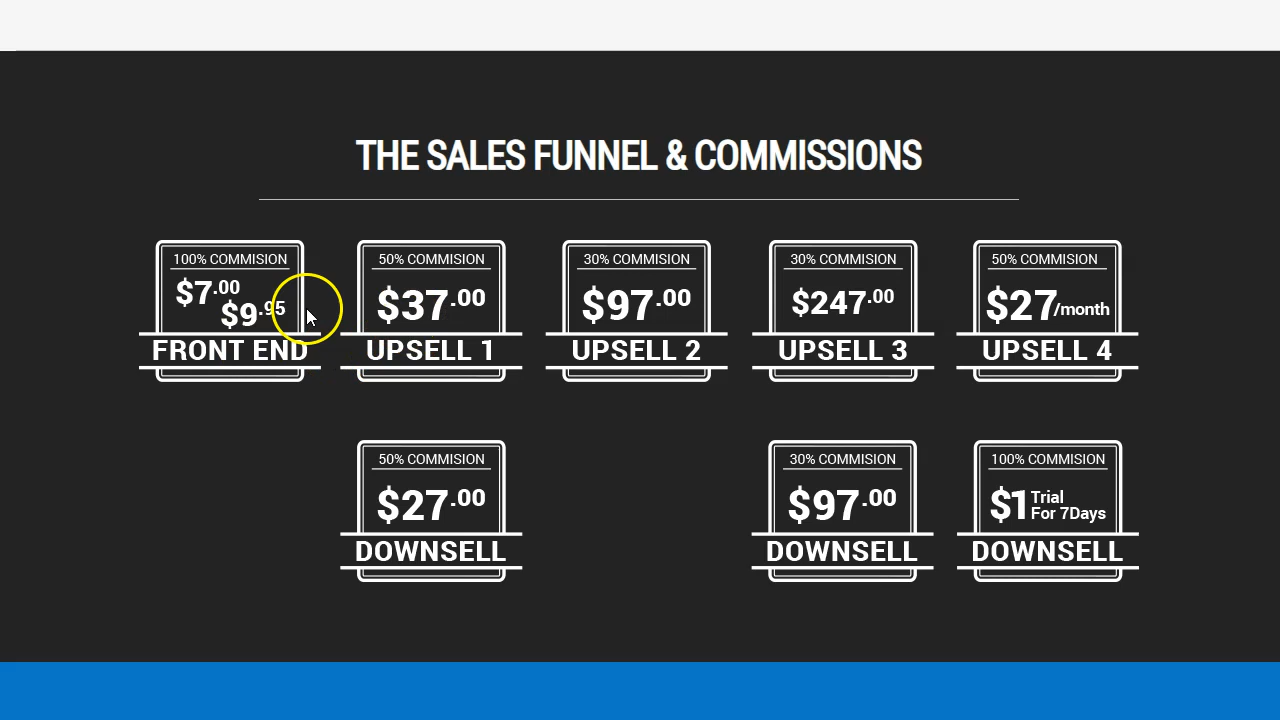 THE SALES FUNNEL & COMMISSIONS
100% COMMISION
$7.00
$9.95
FRONT END
50% COMMISION
$37.00
UPSELL 1
30% COMMISION
$97.00
UPSELL 2
30% COMMISION
$247.00
UPSELL 3
50% COMMISION
$27/month
UPSELL 4
50% COMMISION
$27.00
DOWNSELL
30% COMMISION
$97.00
DOWNSELL
100% COMMISION
$1 Trial
For 7Days
DOWNSELL